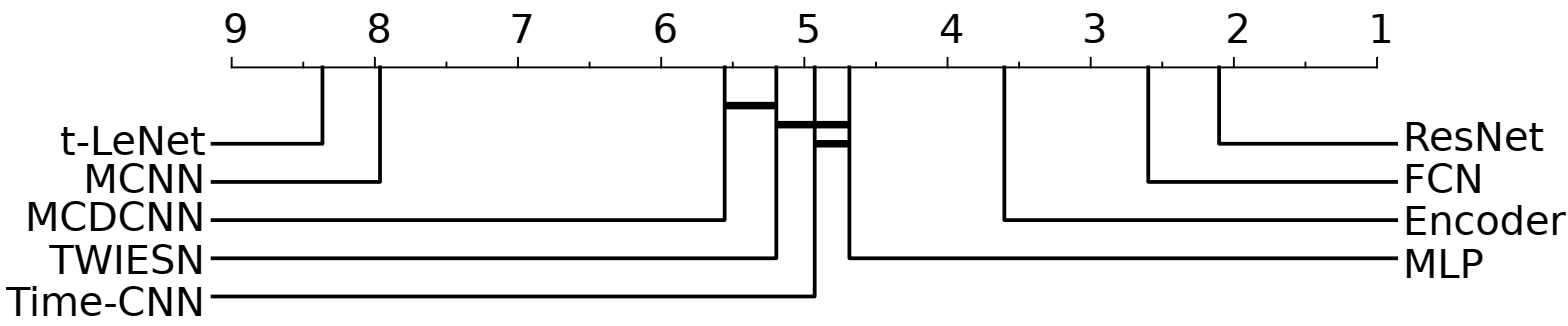 9 8 7 6 5 4 3 2 1
t-LeNet
MCNN
MCDCNN
TWIESN
Time-CNN
ResNet
FCN
Encoder
MLP